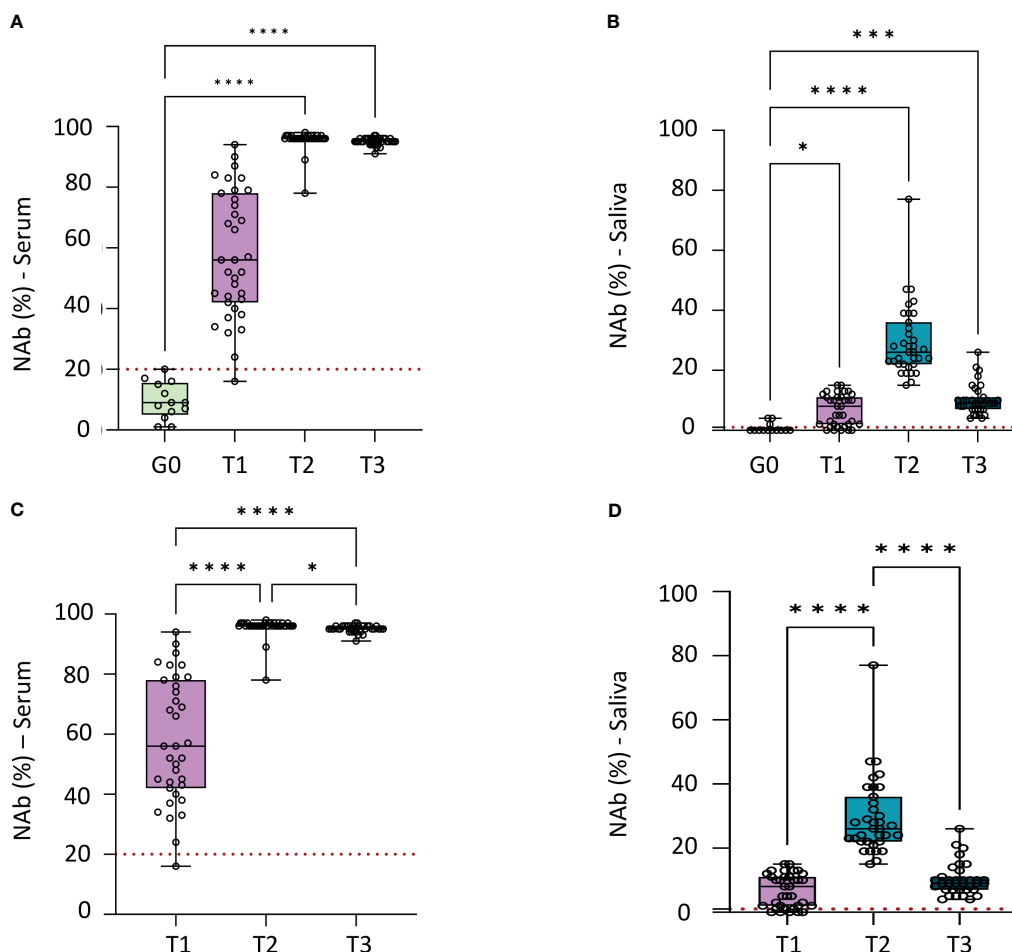 A
* * * *
* * * *
NAb (%) - Serum
100
80
60
40
20
0
G0 T1 T2 T3
B
* * *
* * * *
*
NAb (%) - Saliva
100
80
60
40
20
0
G0 T1 T2 T3
C
* * * *
* * * * *
NAb (%) – Serum
100
80
60
40
20
0
T1 T2 T3
D
* * * *
* * * *
NAb (%) - Saliva
100
80
60
40
20
0
T1 T2 T3